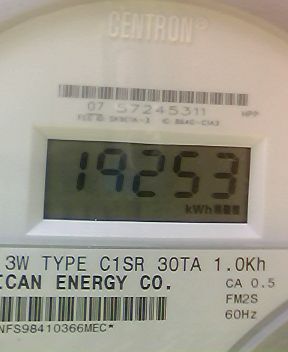 CENTRON®
07 57245311 HPP
19253
kWh
3W TYPE C1SR 30TA 1.0Kh
ICAN ENERGY CO. CA 0.5
FM2S
NFS98410366MEC* 60Hz